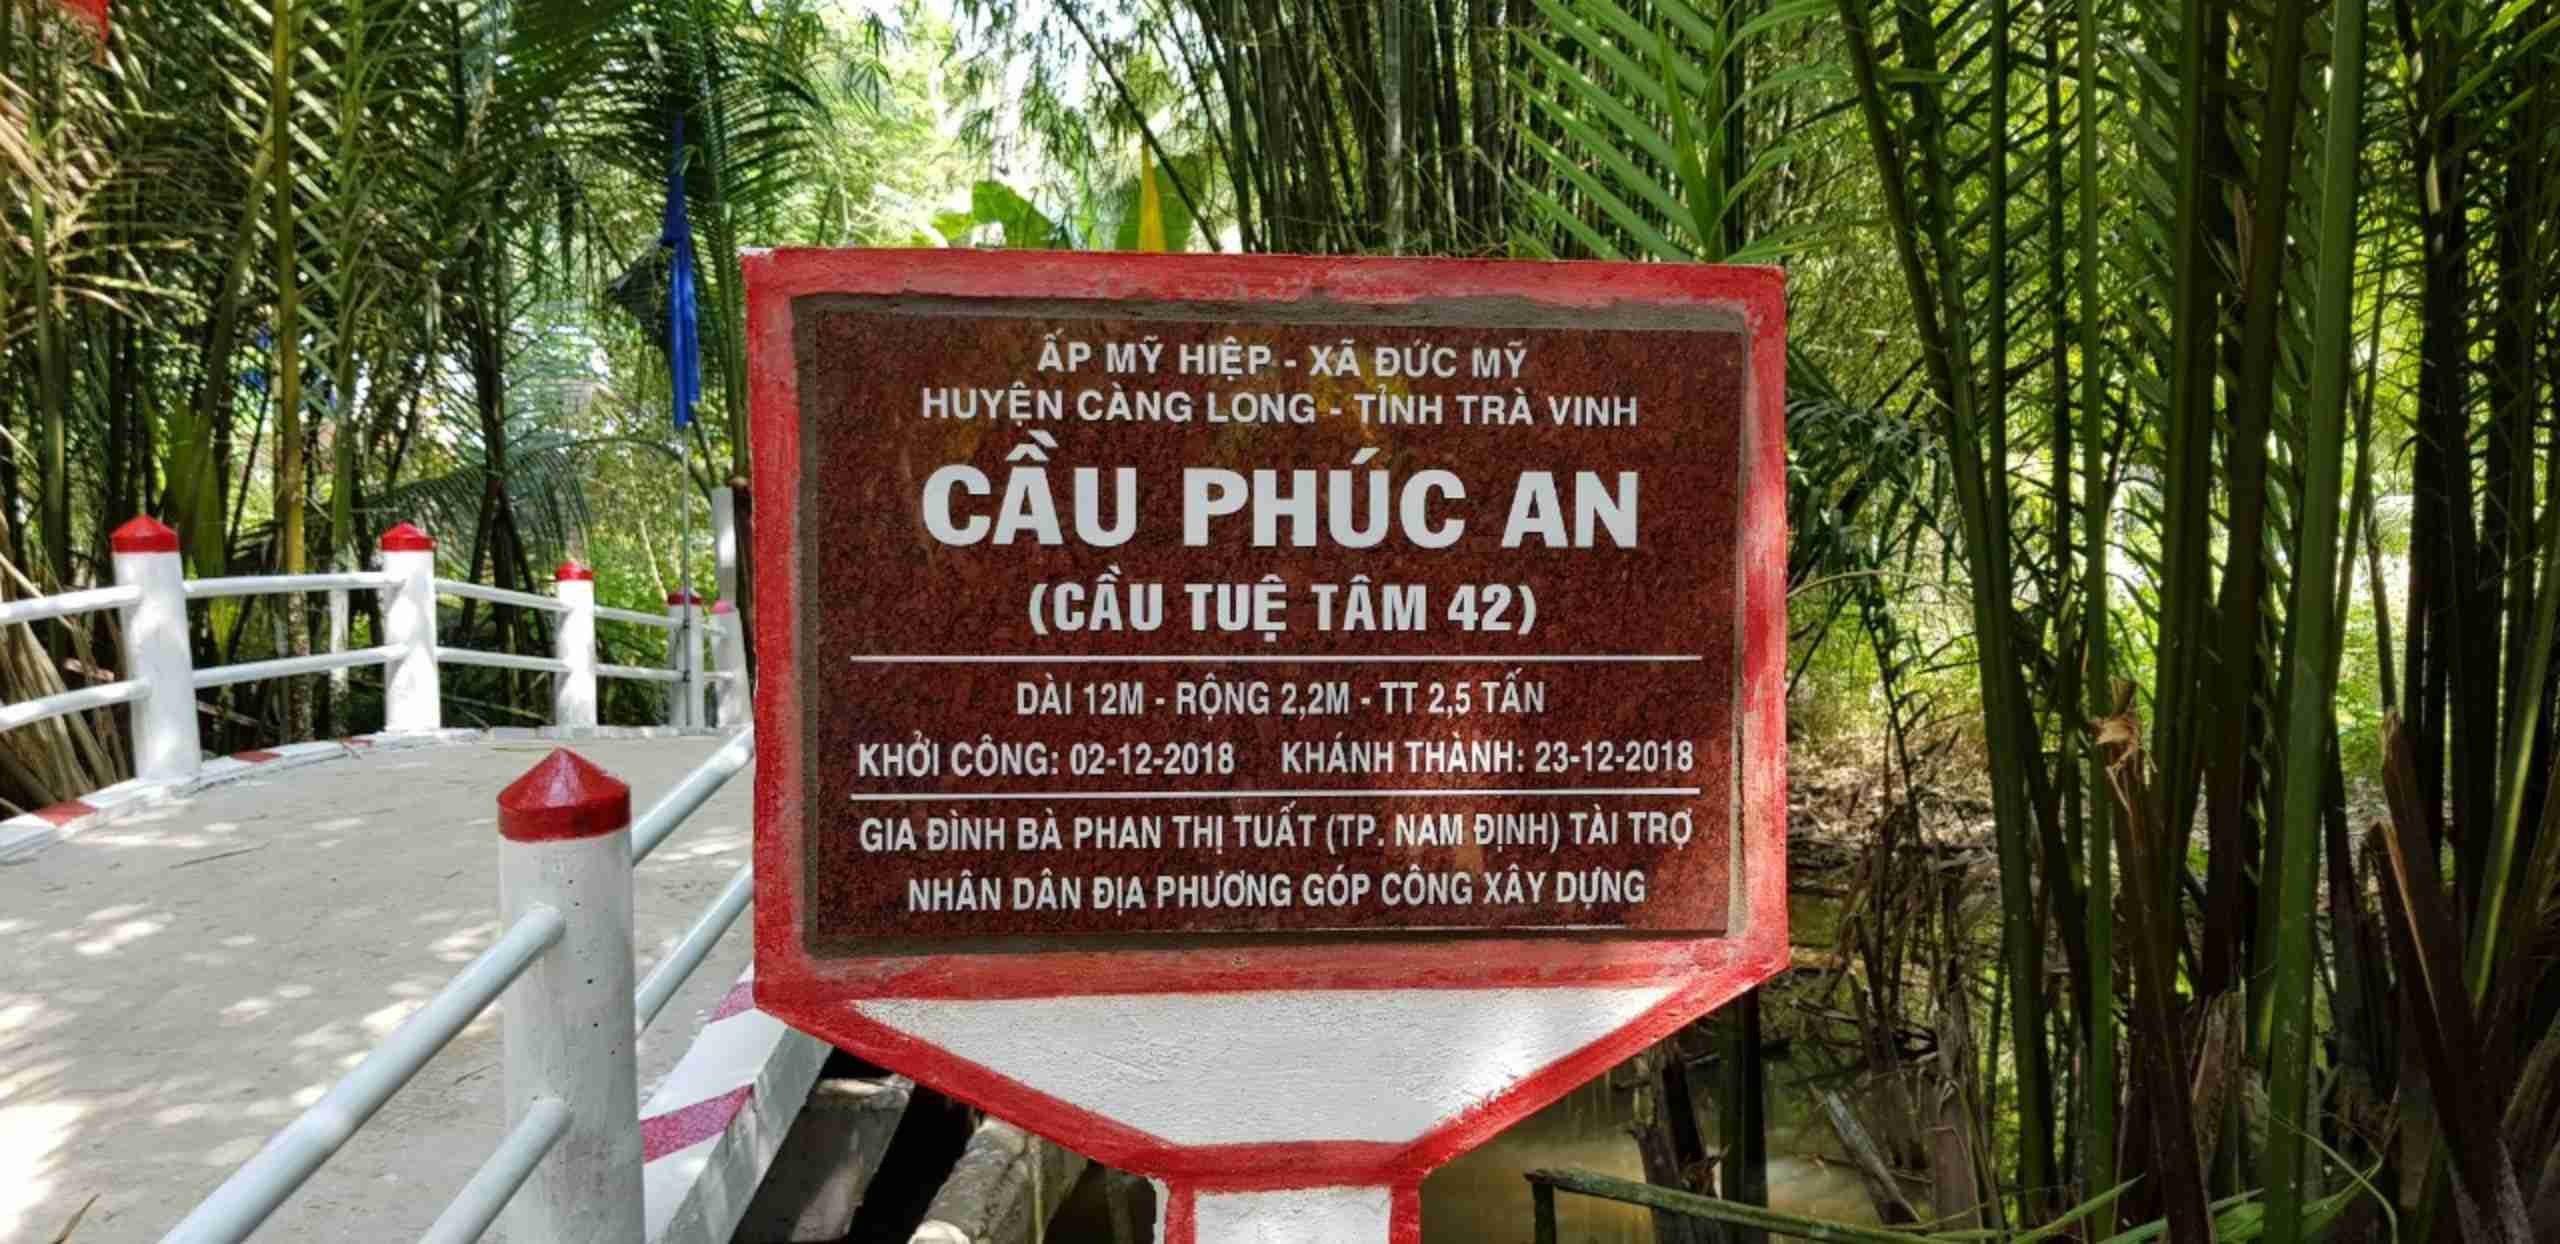 ẤP MỸ HIỆP - XÃ ĐỨC MỸ
HUYỆN CÀNG LONG - TỈNH TRÀ VINH
CẦU PHÚC AN
(CẦU TUỆ TÂM 42)
DÀI 12M - RỘNG 2,2M - TT 2,5 TẤN
KHỞI CÔNG: 02-12-2018 KHÁNH THÀNH: 23-12-2018
GIA ĐÌNH BÀ PHAN THỊ TUẤT (TP. NAM ĐỊNH) TÀI TRỢ
NHÂN DÂN ĐỊA PHƯƠNG GÓP CÔNG XÂY DỰNG